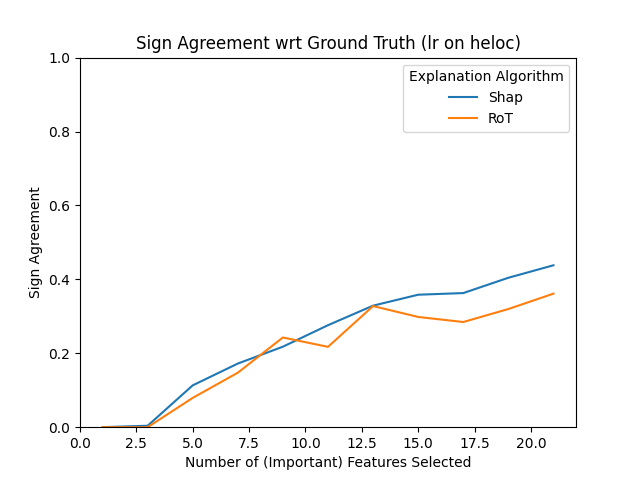 Sign Agreement wrt Ground Truth (lr on heloc)
Explanation Algorithm
Shap
RoT
Sign Agreement
1.0
0.8
0.6
0.4
0.2
0.0
0.0 2.5 5.0 7.5 10.0 12.5 15.0 17.5 20.0
Number of (Important) Features Selected